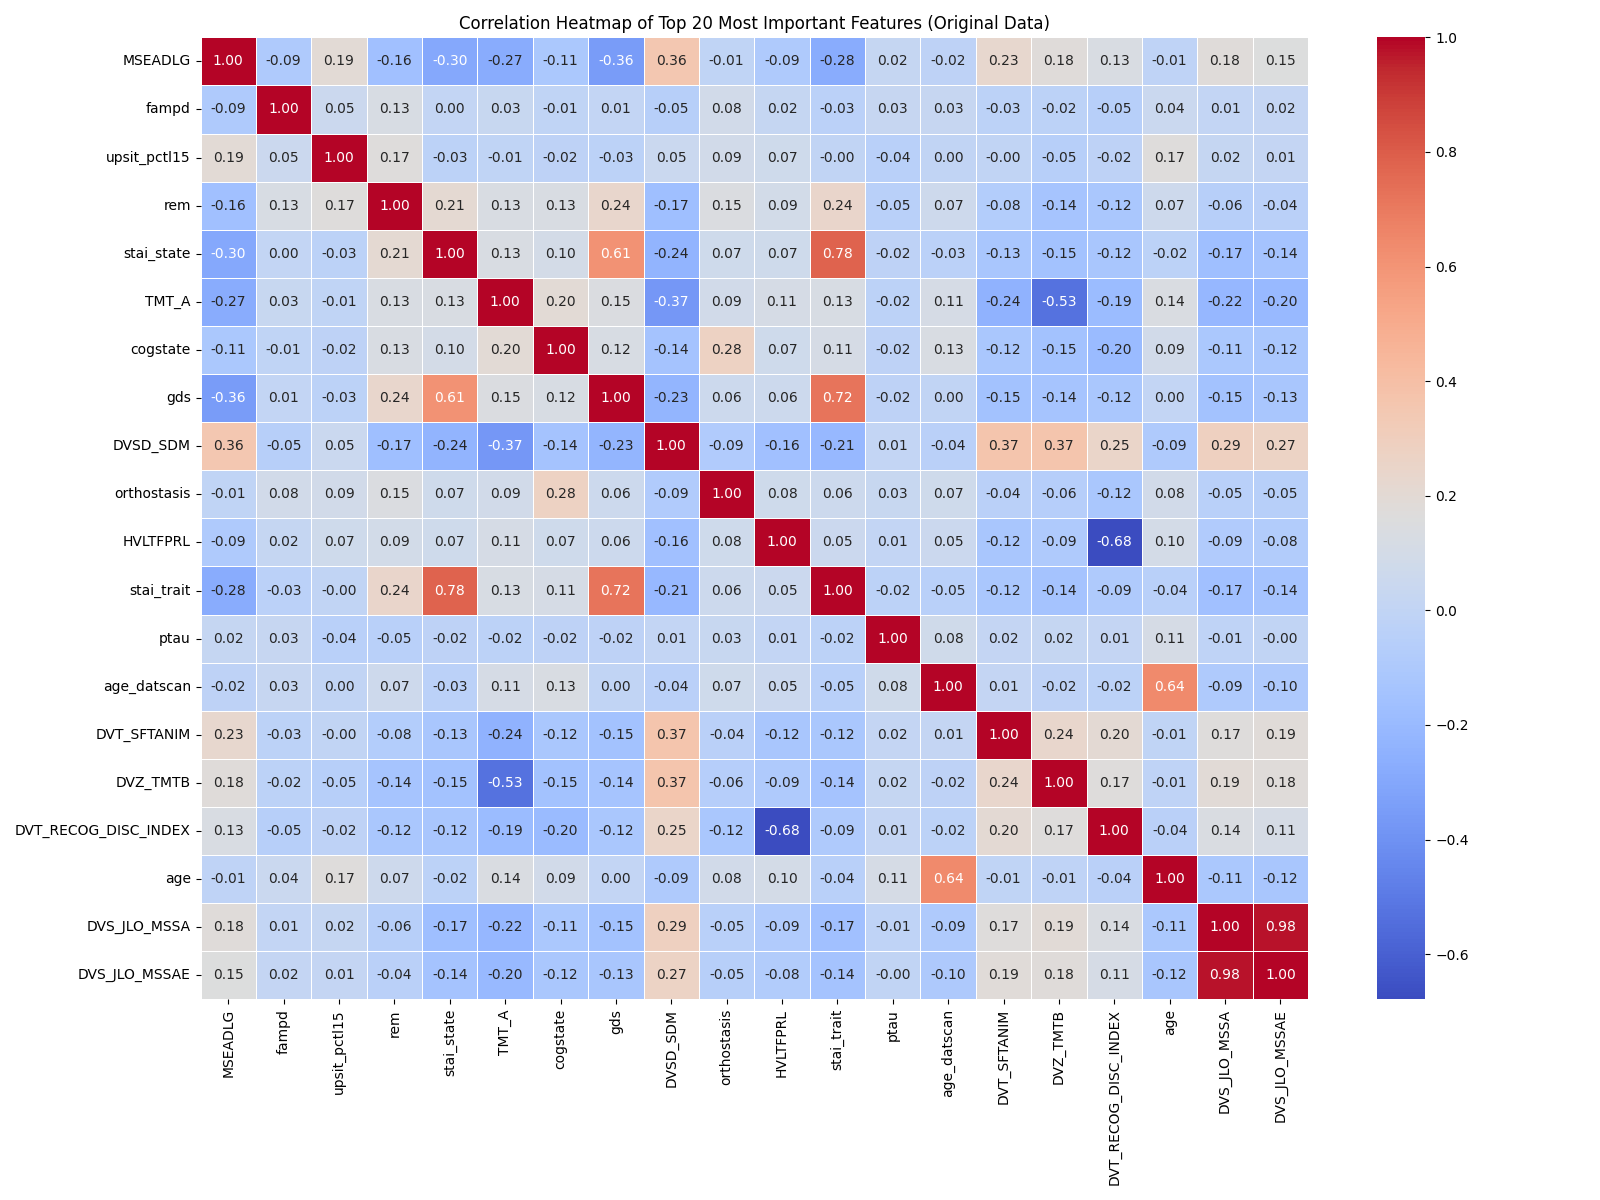 Correlation Heatmap of Top 20 Most Important Features (Original Data)
MSEADLG 1.00 -0.09 0.19 -0.16 -0.30 -0.27 -0.11 -0.36 0.36 -0.01 -0.09 -0.28 0.02 -0.02 0.23 0.18 0.13 -0.01 0.18 0.15
fampd -0.09 1.00 0.05 0.13 0.00 0.03 -0.01 0.01 -0.05 0.08 0.02 -0.03 0.03 0.03 -0.03 -0.02 -0.05 0.04 0.01 0.02
upsit_pctl15 0.19 0.05 1.00 0.17 -0.03 -0.01 -0.02 -0.03 0.05 0.09 0.07 -0.00 -0.04 0.00 -0.00 -0.05 -0.02 0.17 0.02 0.01
rem -0.16 0.13 0.17 1.00 0.21 0.13 0.13 0.24 -0.17 0.15 0.09 0.24 -0.05 0.07 -0.08 -0.14 -0.12 0.07 -0.06 -0.04
stai_state -0.30 0.00 -0.03 0.21 1.00 0.13 0.10 0.61 -0.24 0.07 0.07 0.78 -0.02 -0.03 -0.13 -0.15 -0.12 -0.02 -0.17 -0.14
TMT_A -0.27 0.03 -0.01 0.13 0.13 1.00 0.20 0.15 -0.37 0.09 0.11 0.13 -0.02 0.11 -0.24 -0.53 -0.19 0.14 -0.22 -0.20
cogstate -0.11 -0.01 -0.02 0.13 0.10 0.20 1.00 0.12 -0.14 0.28 0.07 0.11 -0.02 0.13 -0.12 -0.15 -0.20 0.09 -0.11 -0.12
gds -0.36 0.01 -0.03 0.24 0.61 0.15 0.12 1.00 -0.23 0.06 0.06 0.72 -0.02 0.00 -0.15 -0.14 -0.12 0.00 -0.15 -0.13
DVSD_SDM 0.36 -0.05 0.05 -0.17 -0.24 -0.37 -0.14 -0.23 1.00 -0.09 -0.16 -0.21 0.01 -0.04 0.37 0.37 0.25 -0.09 0.29 0.27
orthostasis -0.01 0.08 0.09 0.15 0.07 0.09 0.28 0.06 -0.09 1.00 0.08 0.06 0.03 0.07 -0.04 -0.06 -0.12 0.08 -0.05 -0.05
HVLTFPRL -0.09 0.02 0.07 0.09 0.07 0.11 0.07 0.06 -0.16 0.08 1.00 0.05 0.01 0.05 -0.12 -0.09 -0.68 0.10 -0.09 -0.08
stai_trait -0.28 -0.03 -0.00 0.24 0.78 0.13 0.11 0.72 -0.21 0.06 0.05 1.00 -0.02 -0.05 -0.12 -0.14 -0.09 -0.04 -0.17 -0.14
ptau 0.02 0.03 -0.04 -0.05 -0.02 -0.02 -0.02 -0.02 0.01 0.03 0.01 -0.02 1.00 0.08 0.02 0.02 0.01 0.11 -0.01 -0.00
age_datscan -0.02 0.03 0.00 0.07 -0.03 0.11 0.13 0.00 -0.04 0.07 0.05 -0.05 0.08 1.00 0.01 -0.02 -0.02 0.64 -0.09 -0.10
DVT_SFTANIM 0.23 -0.03 -0.00 -0.08 -0.13 -0.24 -0.12 -0.15 0.37 -0.04 -0.12 -0.12 0.02 0.01 1.00 0.24 0.20 -0.01 0.17 0.19
DVZ_TMTB 0.18 -0.02 -0.05 -0.14 -0.15 -0.53 -0.15 -0.14 0.37 -0.06 -0.09 -0.14 0.02 -0.02 0.24 1.00 0.17 -0.01 0.19 0.18
DVT_RECOG_DISC_INDEX 0.13 -0.05 -0.02 -0.12 -0.12 -0.19 -0.20 -0.12 0.25 -0.12 -0.68 -0.09 0.01 -0.02 0.20 0.17 1.00 -0.04 0.14 0.11
age -0.01 0.04 0.17 0.07 -0.02 0.14 0.09 0.00 -0.09 0.08 0.10 -0.04 0.11 0.64 -0.01 -0.01 -0.04 1.00 -0.11 -0.12
DVS_JLO_MSSA 0.18 0.01 0.02 -0.06 -0.17 -0.22 -0.11 -0.15 0.29 -0.05 -0.09 -0.17 -0.01 -0.09 0.17 0.19 0.14 -0.11 1.00 0.98
DVS_JLO_MSSAE 0.15 0.02 0.01 -0.04 -0.14 -0.20 -0.12 -0.13 0.27 -0.05 -0.08 -0.14 -0.00 -0.10 0.19 0.18 0.11 -0.12 0.98 1.00
MSEADLG
fampd
upsit_pctl15
rem
stai_state
TMT_A
cogstate
gds
DVSD_SDM
orthostasis
HVLTFPRL
stai_trait
ptau
age_datscan
DVT_SFTANIM
DVZ_TMTB
DVT_RECOG_DISC_INDEX
age
DVS_JLO_MSSA
DVS_JLO_MSSAE
1.0
0.8
0.6
0.4
0.2
0.0
−0.2
−0.4
−0.6